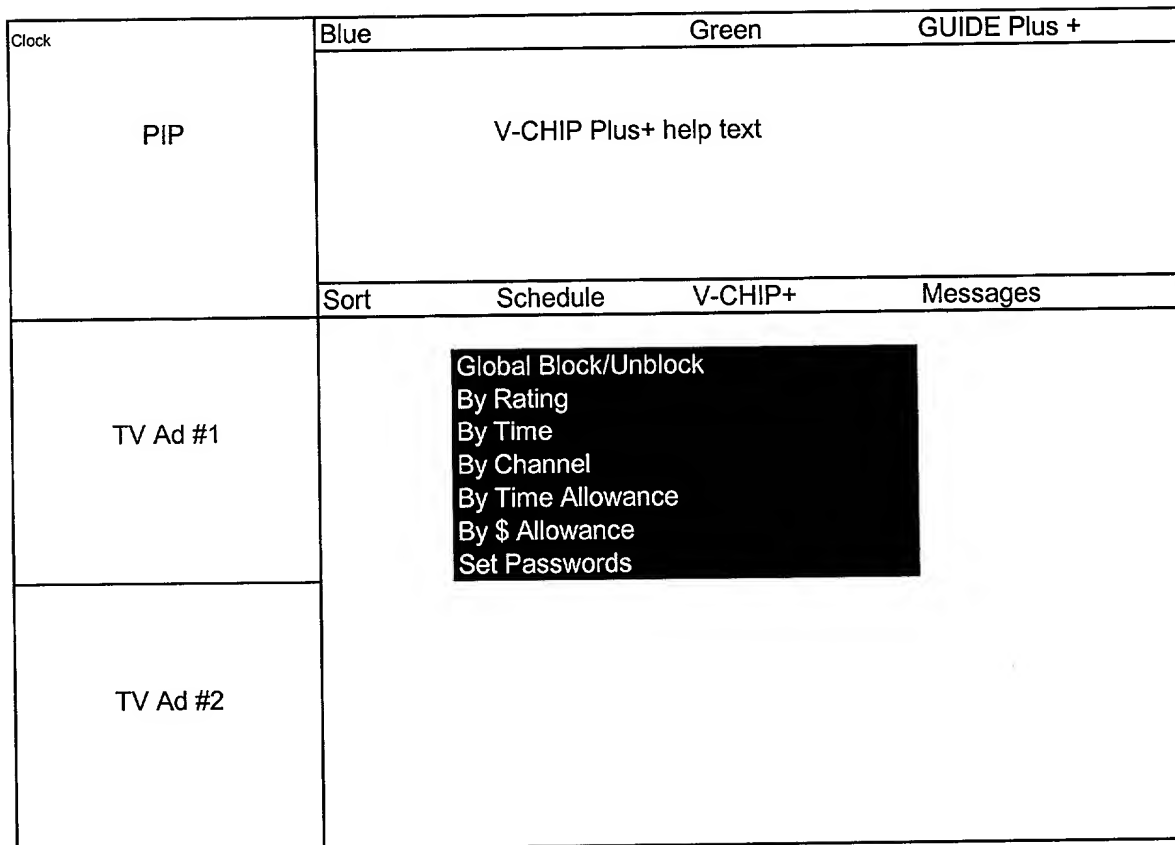 Clock
PIP
Blue Green GUIDE Plus +
V-CHIP Plus+ help text
Sort Schedule V-CHIP+ Messages
TV Ad #1
Global Block/Unblock
By Rating
By Time
By Channel
By Time Allowance
By $ Allowance
Set Passwords
TV Ad #2